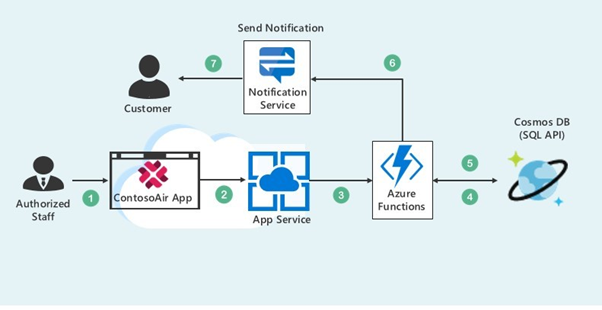 Send Notification
7
6
Customer
Notification
Service
Cosmos DB
(SQL API)
Authorized
Staff
1
ContosoAir App
2
App Service
3
Azure
Functions
5
4